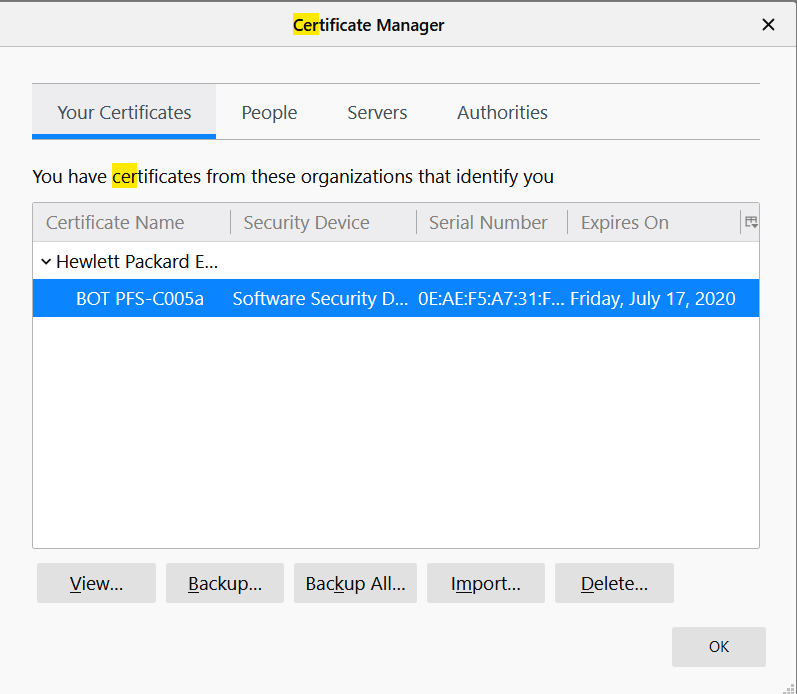 Certificate Manager
Your Certificates People Servers Authorities
You have certificates from these organizations that identify you
Certificate Name Security Device Serial Number Expires On
Hewlett Packard E...
BOT PFS-C005a Software Security D... 0E:AE:F5:A7:31:F... Friday, July 17, 2020
View... Backup... Backup All... Import... Delete...
OK